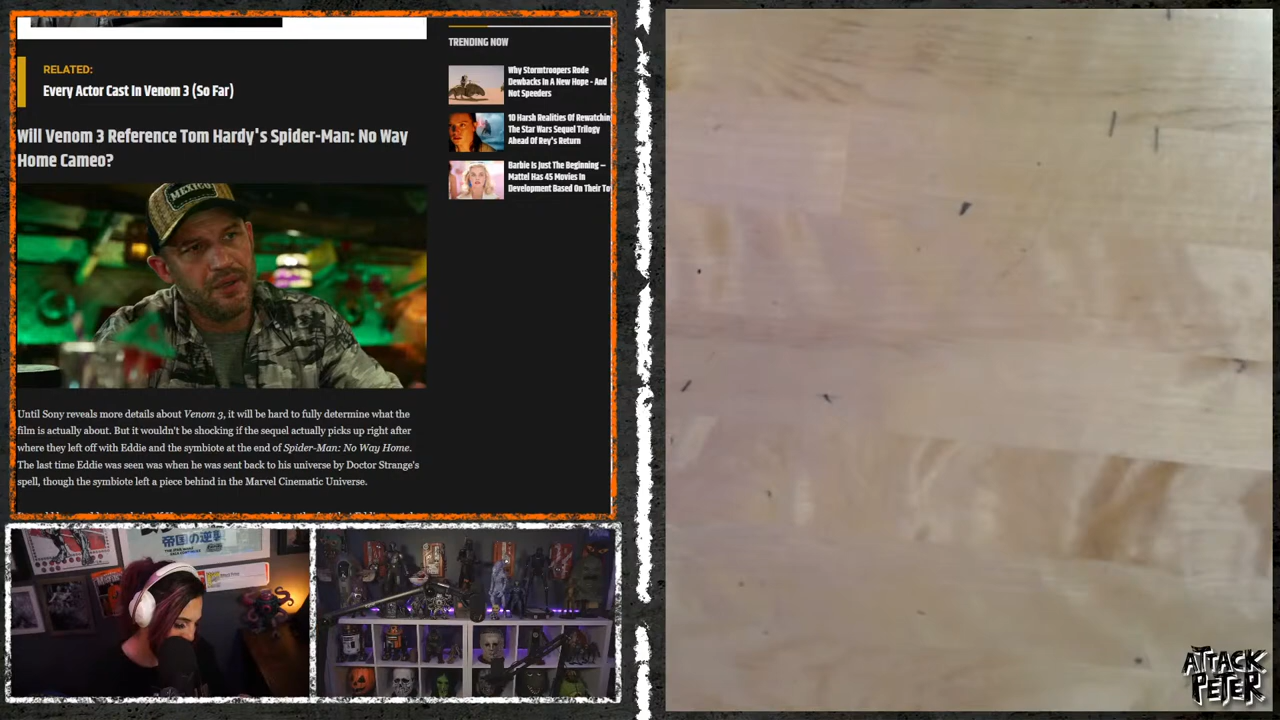 RELATED:
Every Actor Cast In Venom 3 (So Far)
Will Venom 3 Reference Tom Hardy's Spider-Man: No Way
Home Cameo?
MEXICO
Until Sony reveals more details about Venom 3, it will be hard to fully determine what the
film is actually about. But it wouldn't be shocking if the sequel actually picks up right after
where they left off with Eddie and the symbiote at the end of Spider-Man: No Way Home.
The last time Eddie was seen was when he was sent back to his universe by Doctor Strange's
spell, though the symbiote left a piece behind in the Marvel Cinematic Universe.
TRENDING NOW
Why Stormtroopers Rode
Dewbacks In A New Hope - And
Not Speeders
10 Harsh Realities Of Rewatching
The Star Wars Sequel Trilogy
Ahead Of Rey's Return
Barbie Is Just The Beginning –
Mattel Has 45 Movies In
Development Based On Their To
帝国の逆襲
ATTACK
PETER